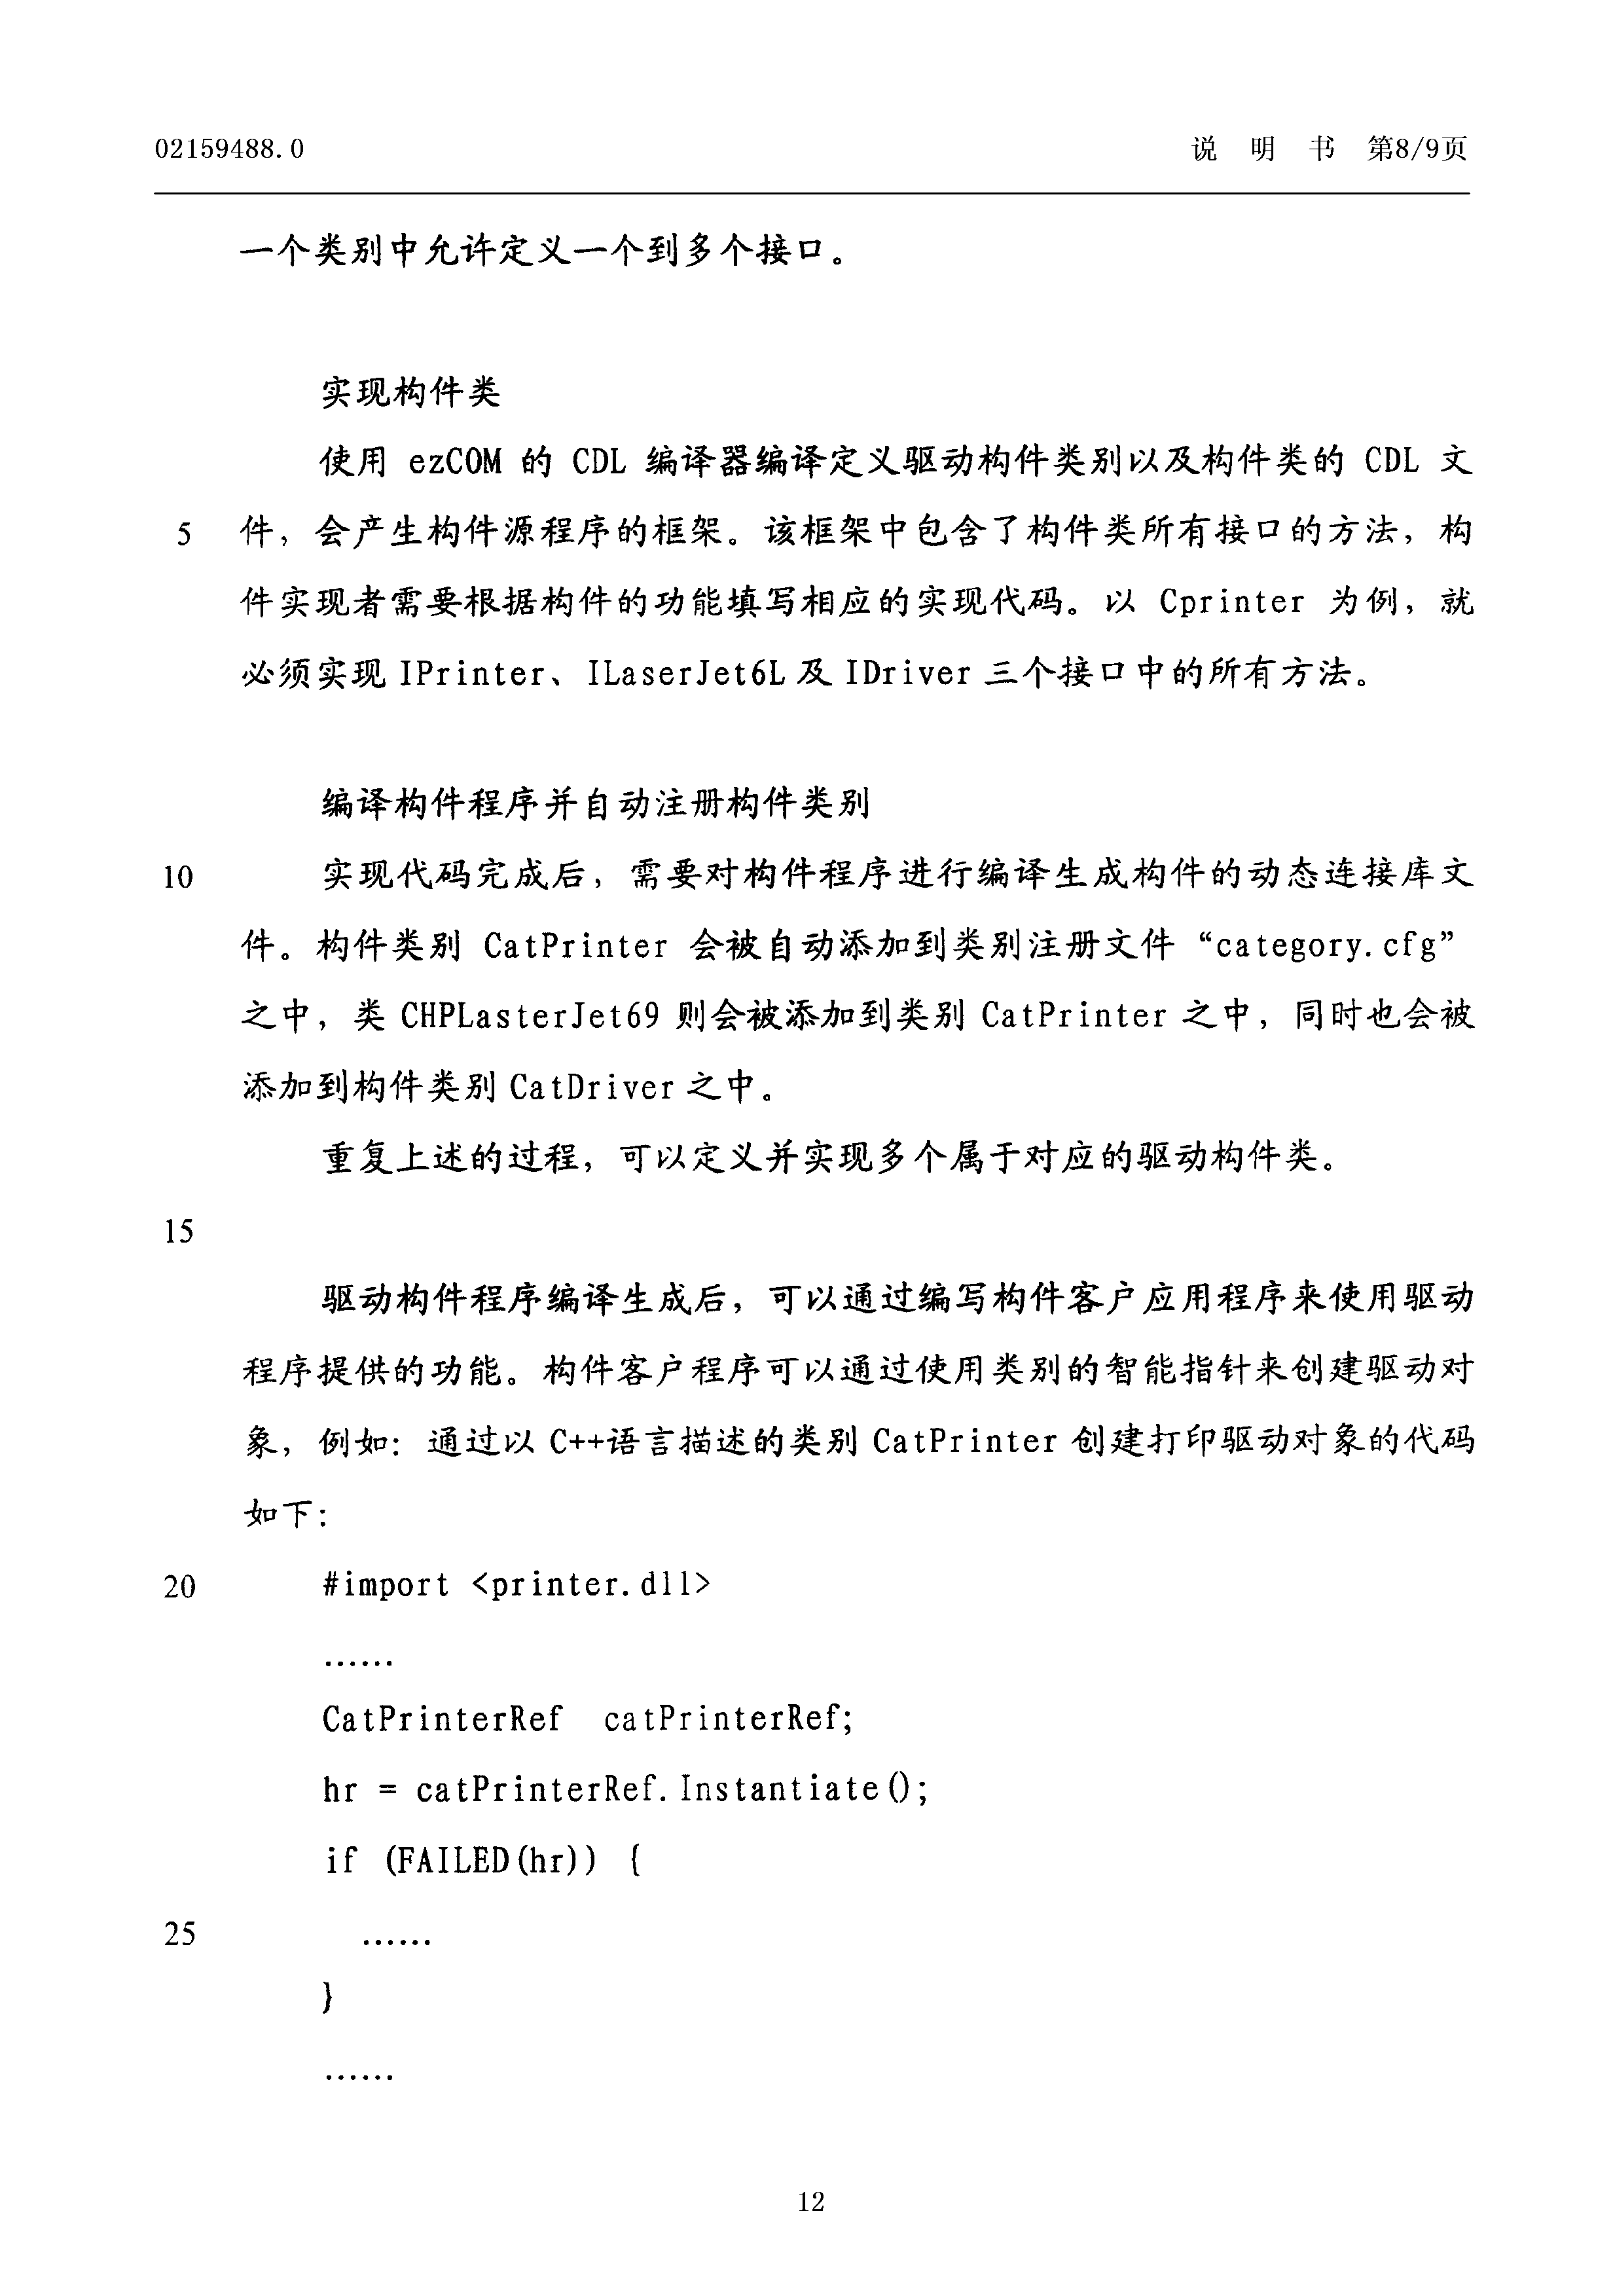 02159488.0 说 明 书 第8/9页
一个类别中允许定义一个到多个接口。
实现构件类
使用 ezCOM 的 CDL 编译器编译定义驱动构件类别以及构件类的 CDL 文
5 件，会产生构件源程序的框架。该框架中包含了构件类所有接口的方法，构
件实现者需要根据构件的功能填写相应的实现代码。以 Cprinter 为例，就
必须实现 IPrinter、ILaserJet6L 及 IDriver 三个接口中的所有方法。
编译构件程序并自动注册构件类别
10 实现代码完成后，需要对构件程序进行编译生成构件的动态连接库文
件。构件类别 CatPrinter 会被自动添加到类别注册文件“category.cfg”
之中，类 CHPLasterJet69 则会被添加到类别 CatPrinter 之中，同时也会被
添加到构件类别 CatDriver 之中。
重复上述的过程，可以定义并实现多个属于对应的驱动构件类。
15
驱动构件程序编译生成后，可以通过编写构件客户应用程序来使用驱动
程序提供的功能。构件客户程序可以通过使用类别的智能指针来创建驱动对
象，例如：通过以 C++语言描述的类别 CatPrinter 创建打印驱动对象的代码
如下：
20 #import <printer.dll>
……
CatPrinterRef catPrinterRef;
hr = catPrinterRef.Instantiate();
if (FAILED(hr)) {
25 ……
}
……
12